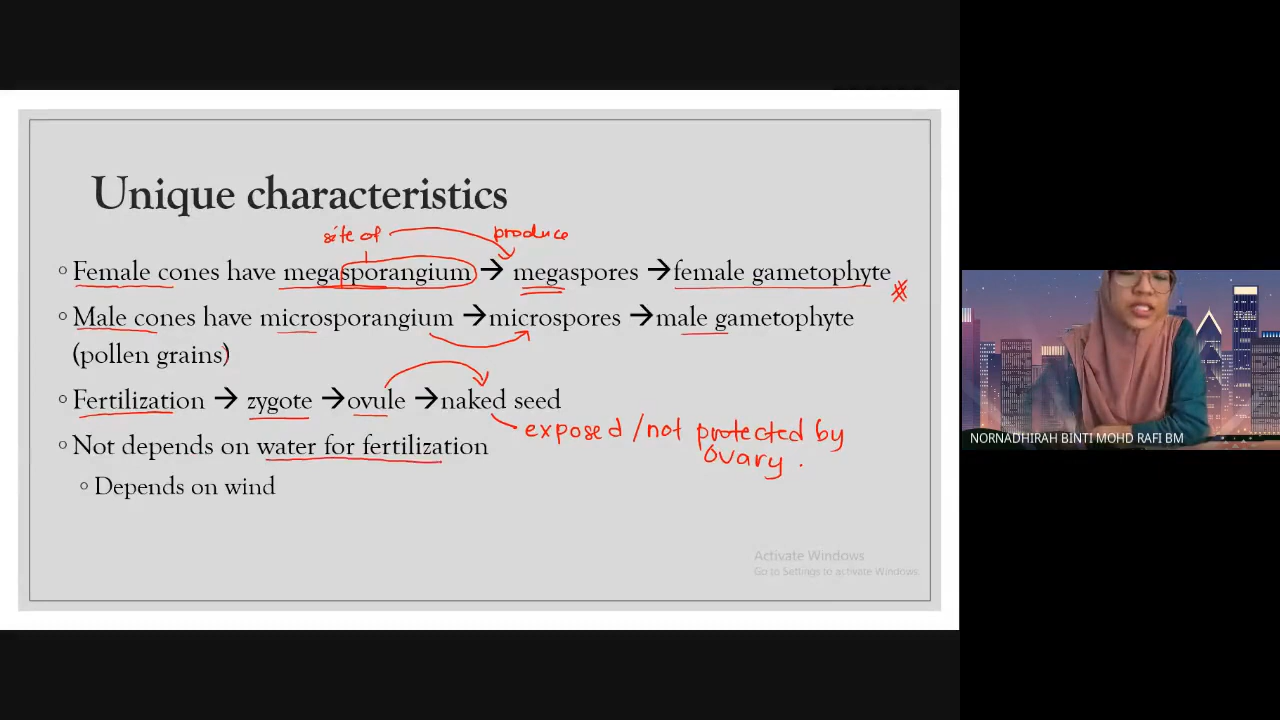 Unique characteristics
site of produce
◦ Female cones have megasporangium → megaspores → female gametophyte
◦ Male cones have microsporangium → microspores → male gametophyte
(pollen grains)
◦ Fertilization → zygote → ovule → naked seed
exposed / not protected by
ovary.
◦ Not depends on water for fertilization
◦ Depends on wind
Activate Windows
Go to Settings to activate Windows.
NORNADHIRAH BINTI MOHD RAFI BM